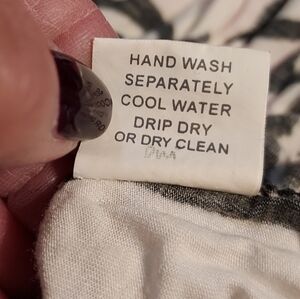 HAND WASH
SEPARATELY
COOL WATER
DRIP DRY
OR DRY CLEAN